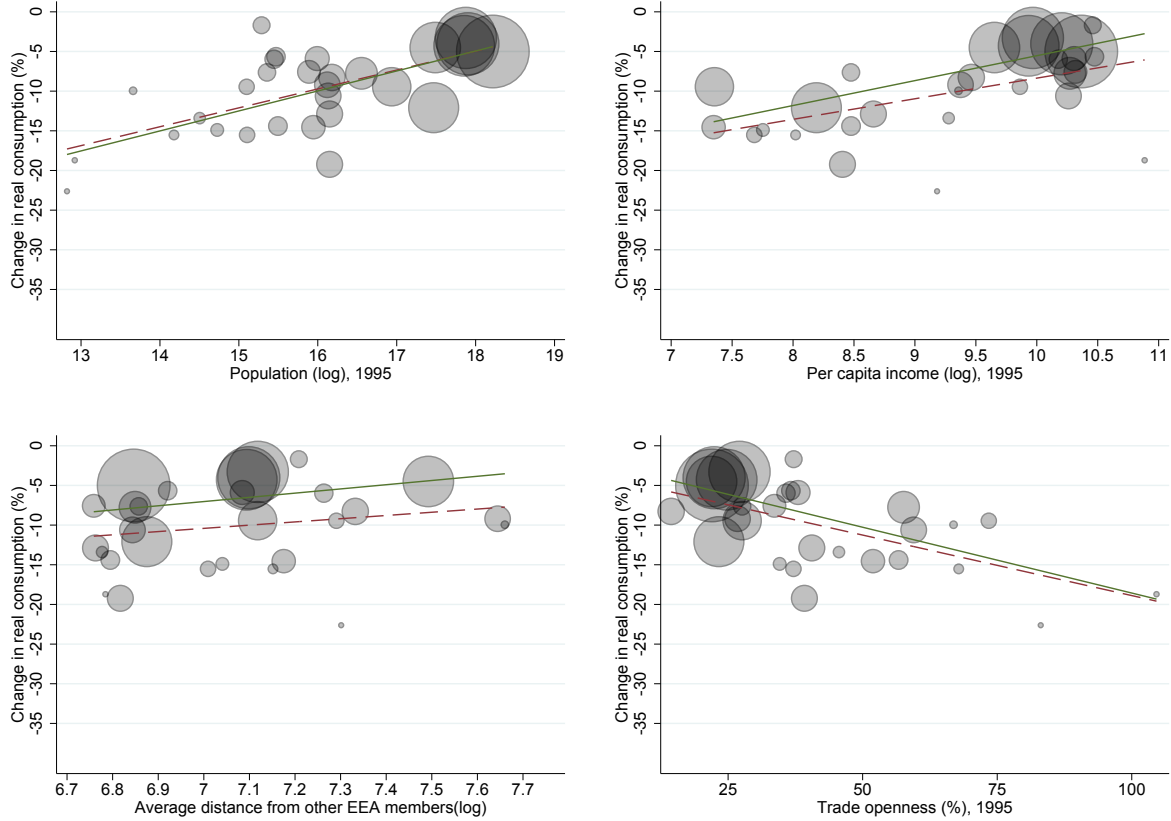 Change in real consumption (%)
0
-5
-10
-15
-20
-25
-30
-35
13 14 15 16 17 18 19
Population (log), 1995
Change in real consumption (%)
0
-5
-10
-15
-20
-25
-30
-35
7 7.5 8 8.5 9 9.5 10 10.5 11
Per capita income (log), 1995
Change in real consumption (%)
0
-5
-10
-15
-20
-25
-30
-35
6.7 6.8 6.9 7 7.1 7.2 7.3 7.4 7.5 7.6 7.7
Average distance from other EEA members(log)
Change in real consumption (%)
0
-5
-10
-15
-20
-25
-30
-35
25 50 75 100
Trade openness (%), 1995